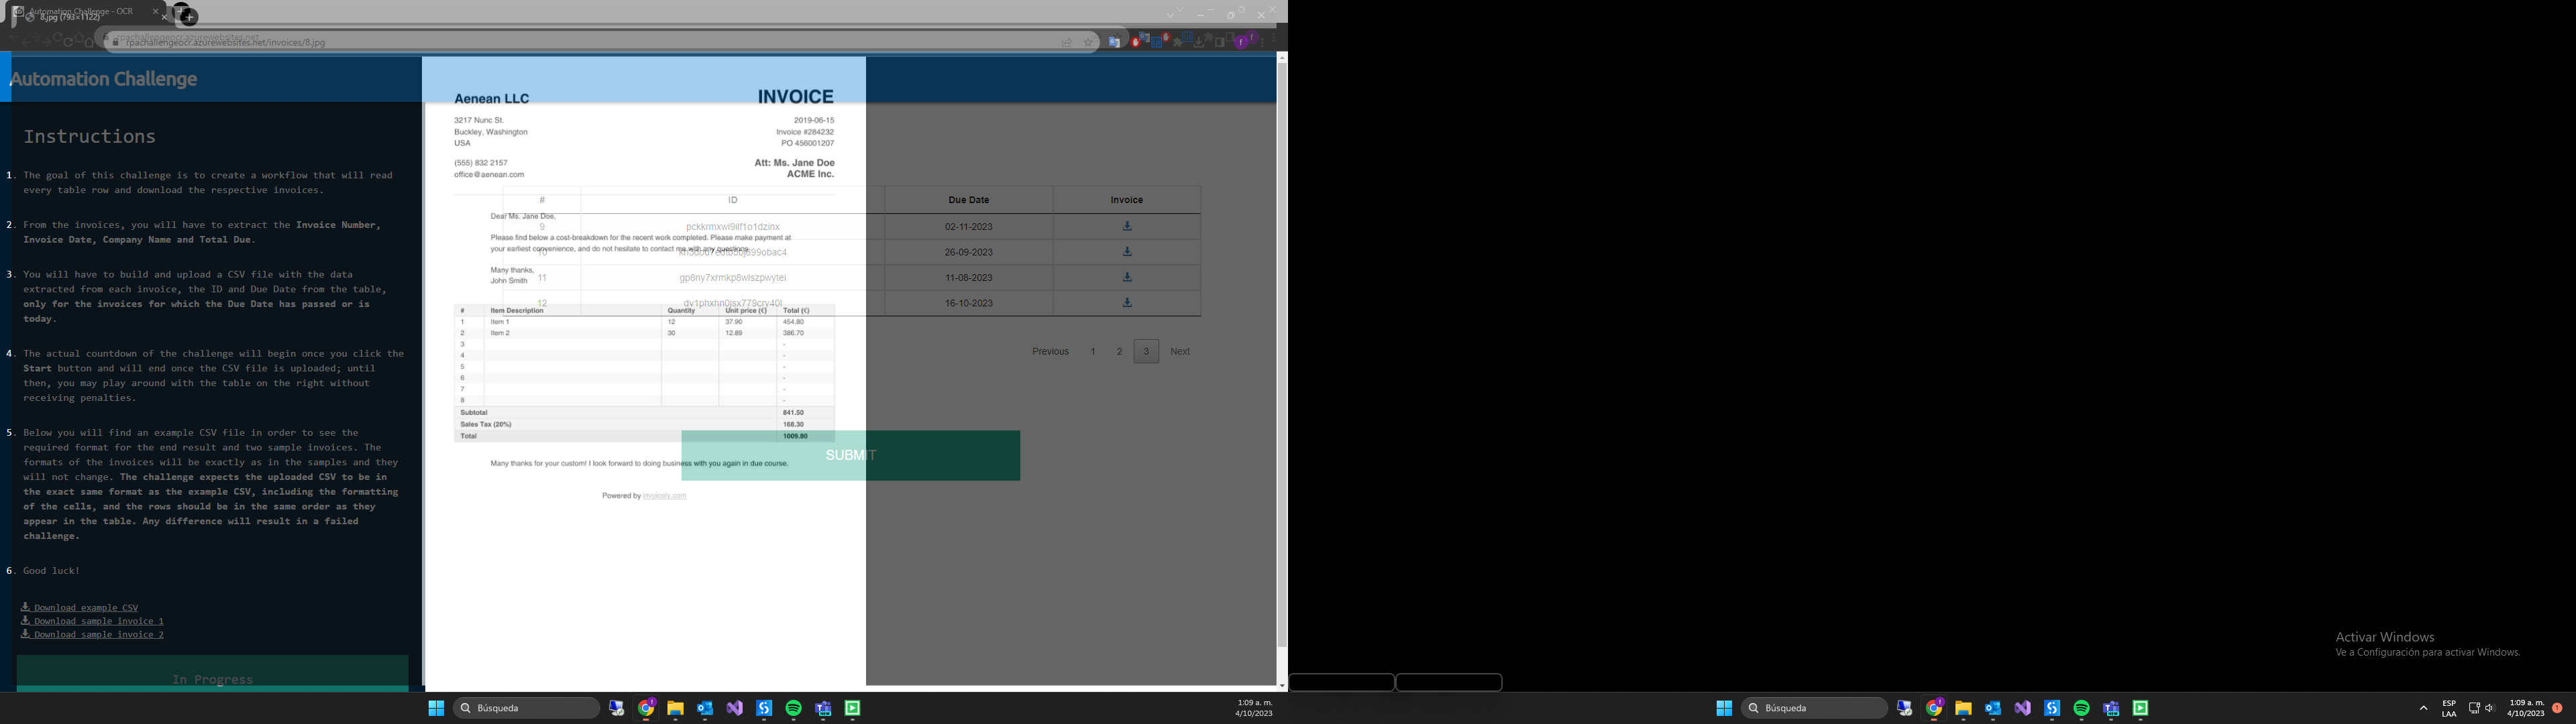 Automation Challenge - OCR
8.jpg (793×1122)
rpachallengeocr.azurewebsites.net
rpachallengeocr.azurewebsites.net/invoices/8.jpg
Automation Challenge
Instructions
1. The goal of this challenge is to create a workflow that will read
every table row and download the respective invoices.
2. From the invoices, you will have to extract the Invoice Number,
Invoice Date, Company Name and Total Due.
3. You will have to build and upload a CSV file with the data
extracted from each invoice, the ID and Due Date from the table,
only for the invoices for which the Due Date has passed or is
today.
4. The actual countdown of the challenge will begin once you click the
Start button and will end once the CSV file is uploaded; until
then, you may play around with the table on the right without
receiving penalties.
5. Below you will find an example CSV file in order to see the
required format for the end result and two sample invoices. The
formats of the invoices will be exactly as in the samples and they
will not change. The challenge expects the uploaded CSV to be in
the exact same format as the example CSV, including the formatting
of the cells, and the rows should be in the same order as they
appear in the table. Any difference will result in a failed
challenge.
6. Good luck!
Download example CSV
Download sample invoice 1
Download sample invoice 2
In Progress
Aenean LLC
INVOICE
3217 Nunc St.
2019-06-15
Buckley, Washington
Invoice #284232
USA
PO 456001207
(555) 832 2157
Att: Ms. Jane Doe
office@aenean.com
ACME Inc.
Dear Ms. Jane Doe,
Please find below a cost-breakdown for the recent work completed. Please make payment at
your earliest convenience, and do not hesitate to contact me with any questions.
Many thanks,
John Smith
# Item Description Quantity Unit price (€) Total (€)
1 Item 1 12 37.90 454.80
2 Item 2 30 12.89 386.70
3 -
4 -
5 -
6 -
7 -
8 -
Subtotal 841.50
Sales Tax (20%) 168.30
Total 1009.80
Many thanks for your custom! I look forward to doing business with you again in due course.
Powered by invoicely.com
# ID Due Date Invoice
9 02-11-2023
10 26-09-2023
11 11-08-2023
12 16-10-2023
Previous 1 2 3 Next
SUBMIT
Búsqueda
1:09 a. m.
4/10/2023
Activar Windows
Ve a Configuración para activar Windows.
Búsqueda
ESP
LAA
1:09 a. m.
4/10/2023
1